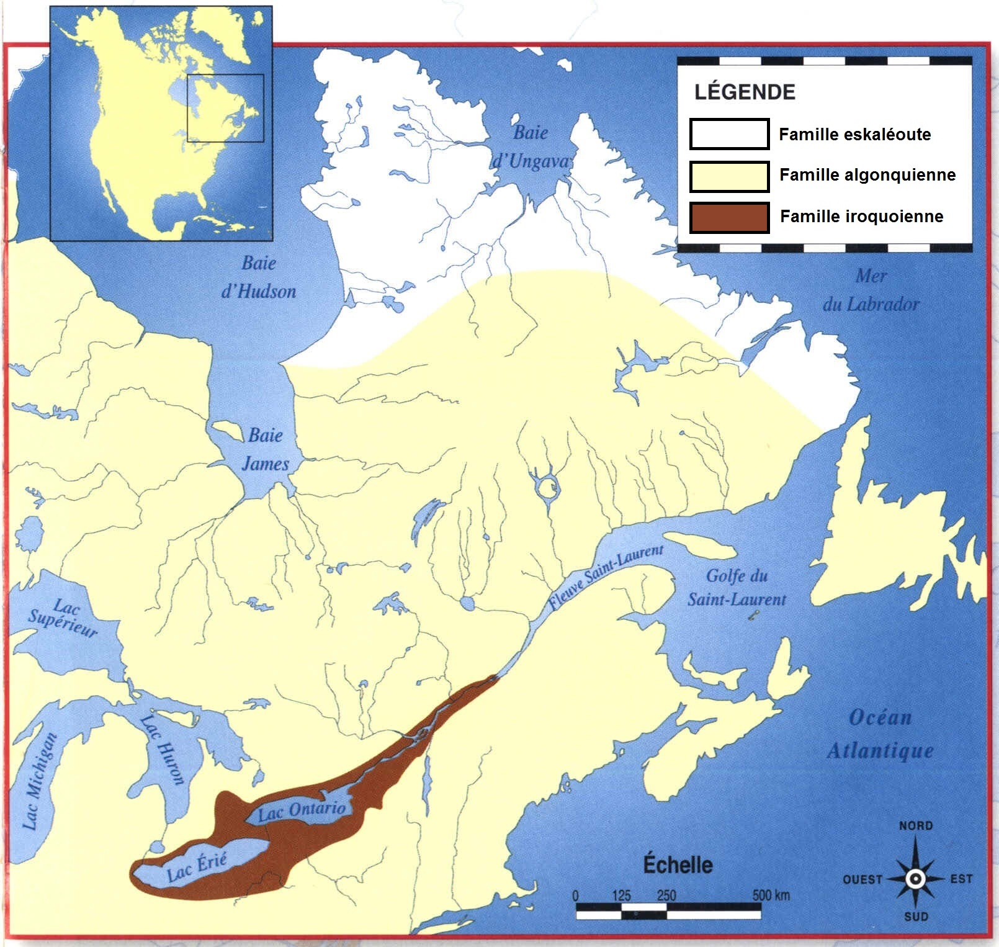 LÉGENDE
Famille eskaléoute
Famille algonquienne
Famille iroquoienne
Baie
d'Ungava
Baie
d'Hudson
Mer
du Labrador
Baie
James
Fleuve Saint-Laurent
Golfe du
Saint-Laurent
Lac
Supérieur
Lac Michigan
Lac Huron
Lac Ontario
Lac Érié
Océan
Atlantique
Échelle
0 125 250 500 km
NORD
OUEST EST
SUD